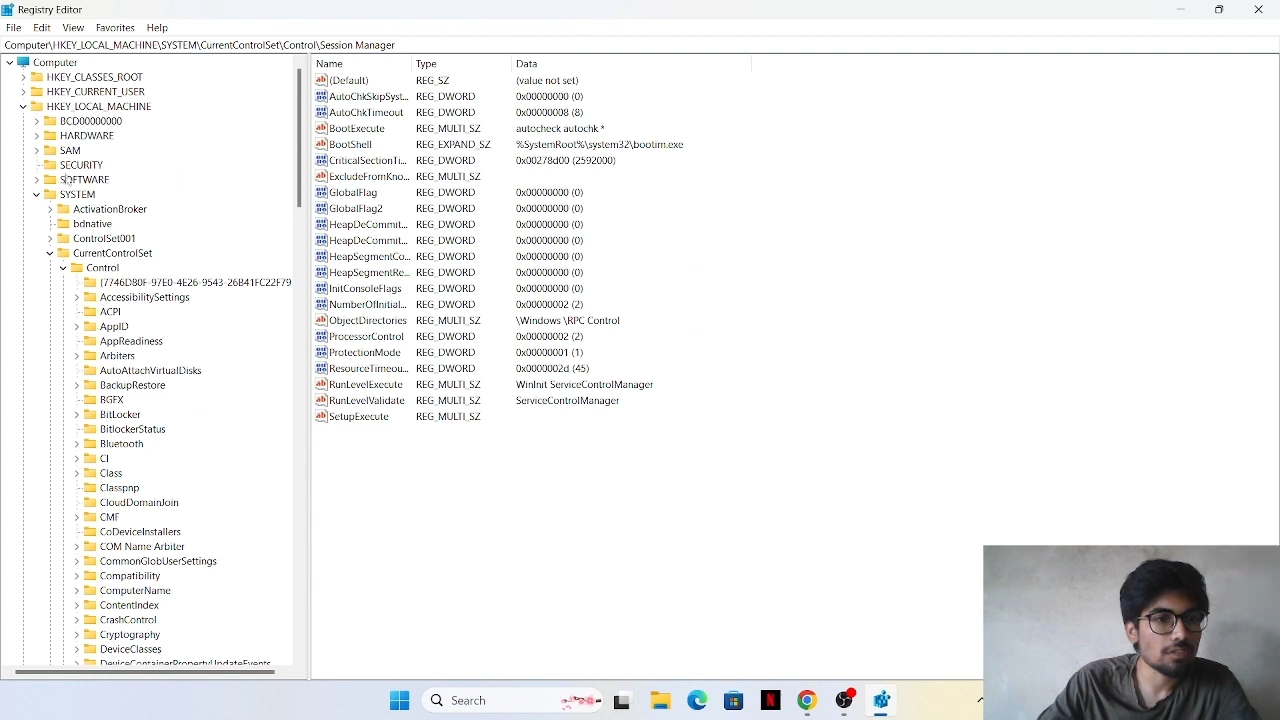 Registry Editor
File Edit View Favorites Help
Computer\HKEY_LOCAL_MACHINE\SYSTEM\CurrentControlSet\Control\Session Manager
Computer
HKEY_CLASSES_ROOT
HKEY_CURRENT_USER
HKEY_LOCAL_MACHINE
BCD00000000
HARDWARE
SAM
SECURITY
SOFTWARE
SYSTEM
ActivationBroker
bdnative
ControlSet001
CurrentControlSet
Control
{7746D80F-97E0-4E26-9543-26B41FC22F79
AccessibilitySettings
ACPI
AppID
AppReadiness
Arbiters
AutoAttachVirtualDisks
BackupRestore
BGFX
BitLocker
BitlockerStatus
Bluetooth
CI
Class
Classpnp
CloudDomainJoin
CMF
CoDeviceInstallers
COM Name Arbiter
CommonGlobUserSettings
Compatibility
ComputerName
ContentIndex
CrashControl
Cryptography
DeviceClasses
DeviceContainerPropertyUpdateEvents
Name Type Data
(Default) REG_SZ (value not set)
AutoChkSkipSyst... REG_DWORD 0x00000000 (0)
AutoChkTimeout REG_DWORD 0x00000008 (8)
BootExecute REG_MULTI_SZ autocheck autochk *
BootShell REG_EXPAND_SZ %SystemRoot%\system32\bootim.exe
CriticalSectionTi... REG_DWORD 0x00278d00 (2592000)
ExcludeFromKno... REG_MULTI_SZ
GlobalFlag REG_DWORD 0x00000000 (0)
GlobalFlag2 REG_DWORD 0x00000000 (0)
HeapDeCommit... REG_DWORD 0x00000000 (0)
HeapDeCommit... REG_DWORD 0x00000000 (0)
HeapSegmentCo... REG_DWORD 0x00000000 (0)
HeapSegmentRe... REG_DWORD 0x00000000 (0)
InitConsoleFlags REG_DWORD 0x00000000 (0)
NumberOfInitial... REG_DWORD 0x00000002 (2)
ObjectDirectories REG_MULTI_SZ \Windows \RPC Control
ProcessorControl REG_DWORD 0x00000002 (2)
ProtectionMode REG_DWORD 0x00000001 (1)
ResourceTimeou... REG_DWORD 0x0000002d (45)
RunLevelExecute REG_MULTI_SZ WinInit ServiceControlManager
RunLevelValidate REG_MULTI_SZ ServiceControlManager
SetupExecute REG_MULTI_SZ
Search
N